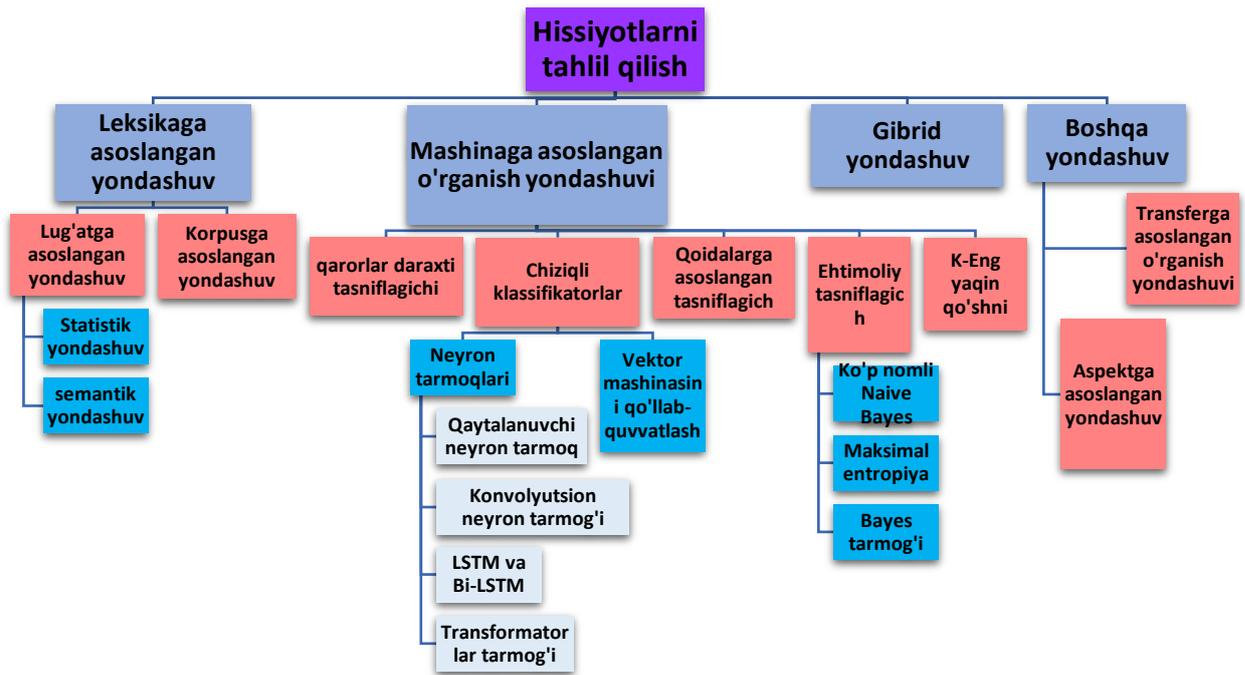 Hissiyotlarni
tahlil qilish
Leksikaga
asoslangan
yondashuv
Mashinaga asoslangan
o'rganish yondashuvi
Gibrid
yondashuv
Boshqa
yondashuv
Lug'atga
asoslangan
yondashuv
Korpusga
asoslangan
yondashuv
qarorlar daraxti
tasniflagichi
Chiziqli
klassifikatorlar
Qoidalarga
asoslangan
tasniflagich
Ehtimoliy
tasniflagic
h
K-Eng
yaqin
qo'shni
Transferga
asoslangan
o'rganish
yondashuvi
Statistik
yondashuv
semantik
yondashuv
Neyron
tarmoqlari
Vektor
mashinasin
i qo'llab-
quvvatlash
Ko'p nomli
Naive
Bayes
Aspektga
asoslangan
yondashuv
Qaytalanuvchi
neyron tarmoq
Maksimal
entropiya
Konvolyutsion
neyron tarmog'i
Bayes
tarmog'i
LSTM va
Bi-LSTM
Transformator
lar tarmog'i